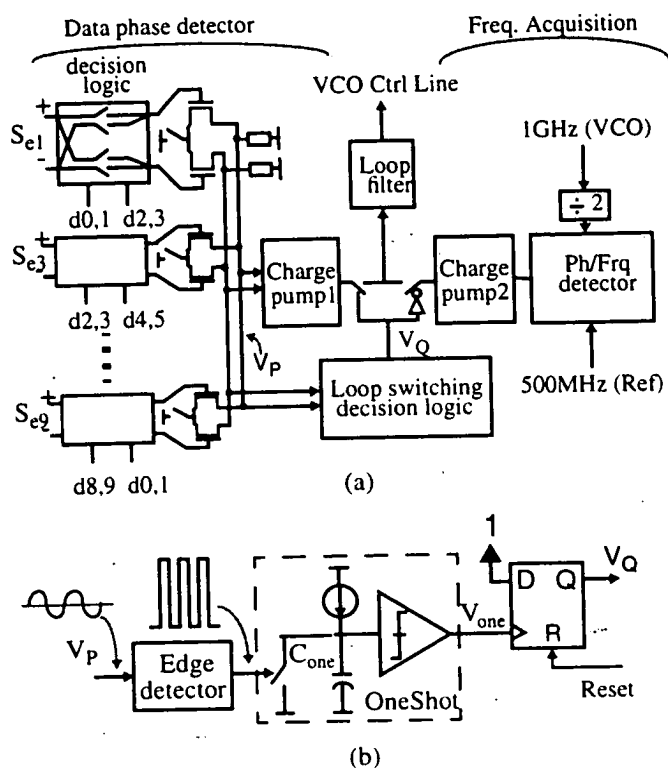 Data phase detector
Freq. Acquisition
decision
logic
VCO Ctrl Line
1GHz (VCO)
+
Se1
-
Loop
filter
÷ 2
d0,1 d2,3
+
Se3
-
Charge
pump1
Charge
pump2
Ph/Frq
detector
d2,3 d4,5
VP
VQ
500MHz (Ref)
+
Se9
-
Loop switching
decision logic
d8,9 d0,1
(a)
1
VP
Edge
detector
Cone
OneShot
Vone
D Q
R
VQ
Reset
(b)